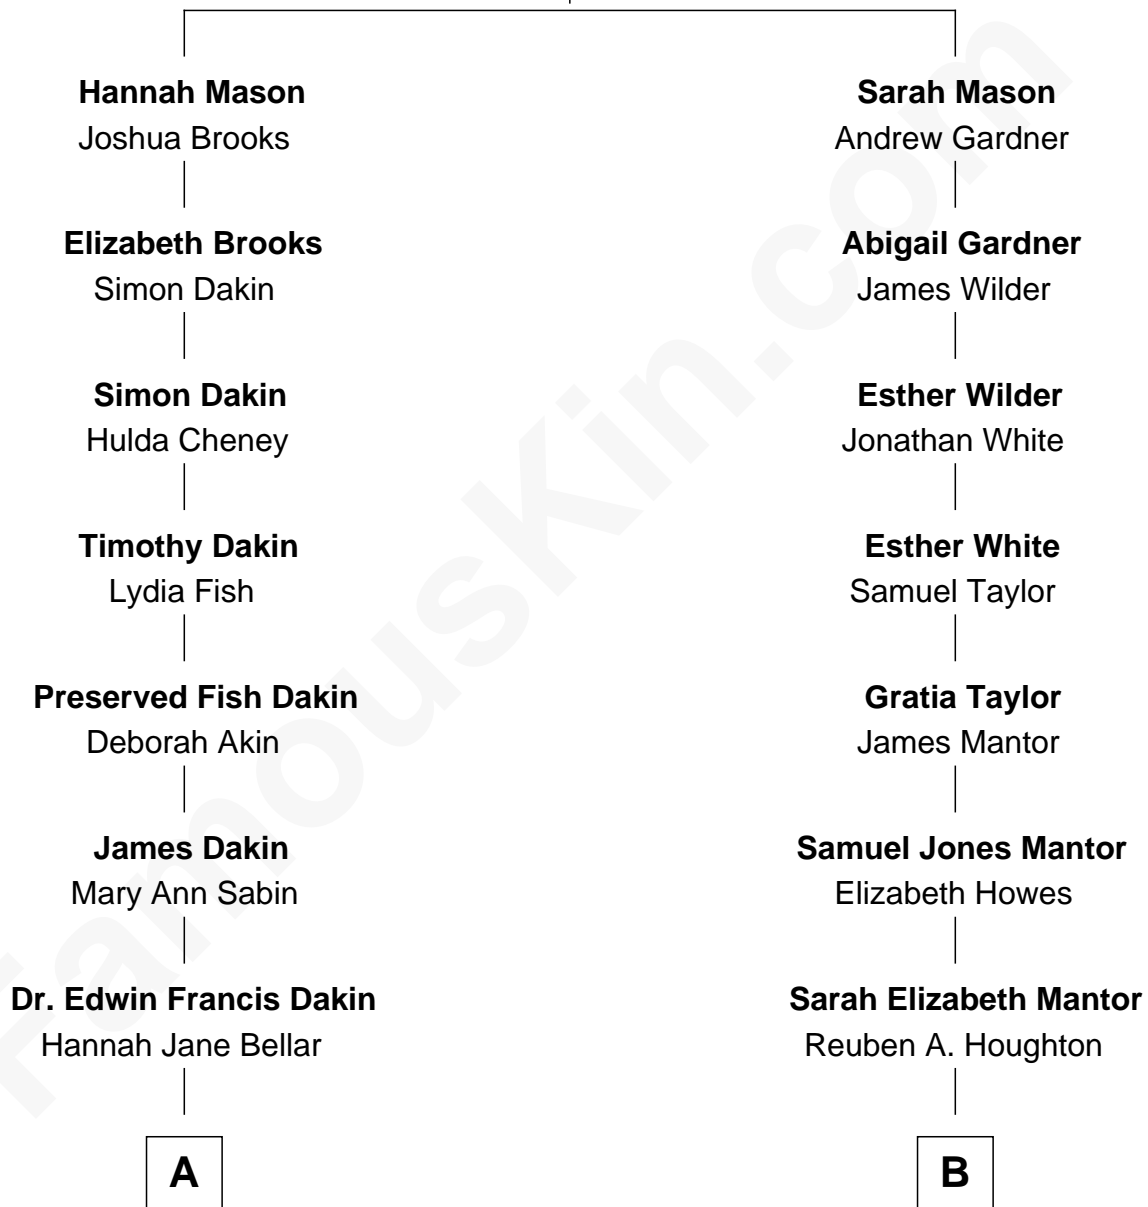 Hannah Mason
Joshua Brooks
Elizabeth Brooks
Simon Dakin
Simon Dakin
Hulda Cheney
Timothy Dakin
Lydia Fish
Preserved Fish Dakin
Deborah Akin
James Dakin
Mary Ann Sabin
Dr. Edwin Francis Dakin
Hannah Jane Bellar
A
Sarah Mason
Andrew Gardner
Abigail Gardner
James Wilder
Esther Wilder
Jonathan White
Esther White
Samuel Taylor
Gratia Taylor
James Mantor
Samuel Jones Mantor
Elizabeth Howes
Sarah Elizabeth Mantor
Reuben A. Houghton
B
FamousKin.com